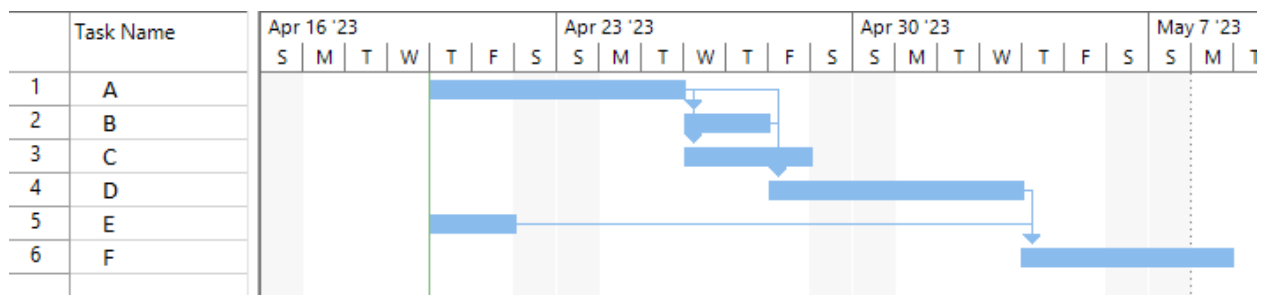 Task Name Apr 16 '23 Apr 23 '23 Apr 30 '23 May 7 '23
S M T W T F S S M T W T F S S M T W T F S S M T
1 A
2 B
3 C
4 D
5 E
6 F